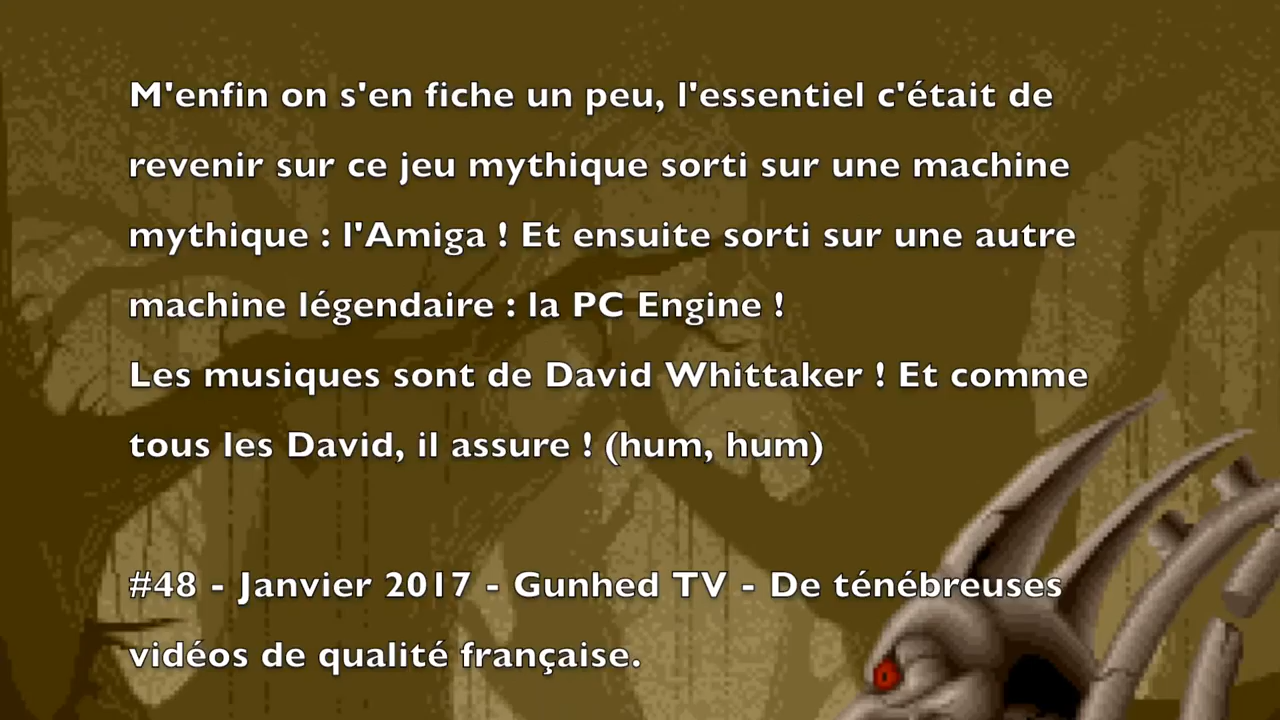 M'enfin on s'en fiche un peu, l'essentiel c'était de
revenir sur ce jeu mythique sorti sur une machine
mythique : l'Amiga ! Et ensuite sorti sur une autre
machine légendaire : la PC Engine !
Les musiques sont de David Whittaker ! Et comme
tous les David, il assure ! (hum, hum)
#48 - Janvier 2017 - Gunhed TV - De ténébreuses
vidéos de qualité française.